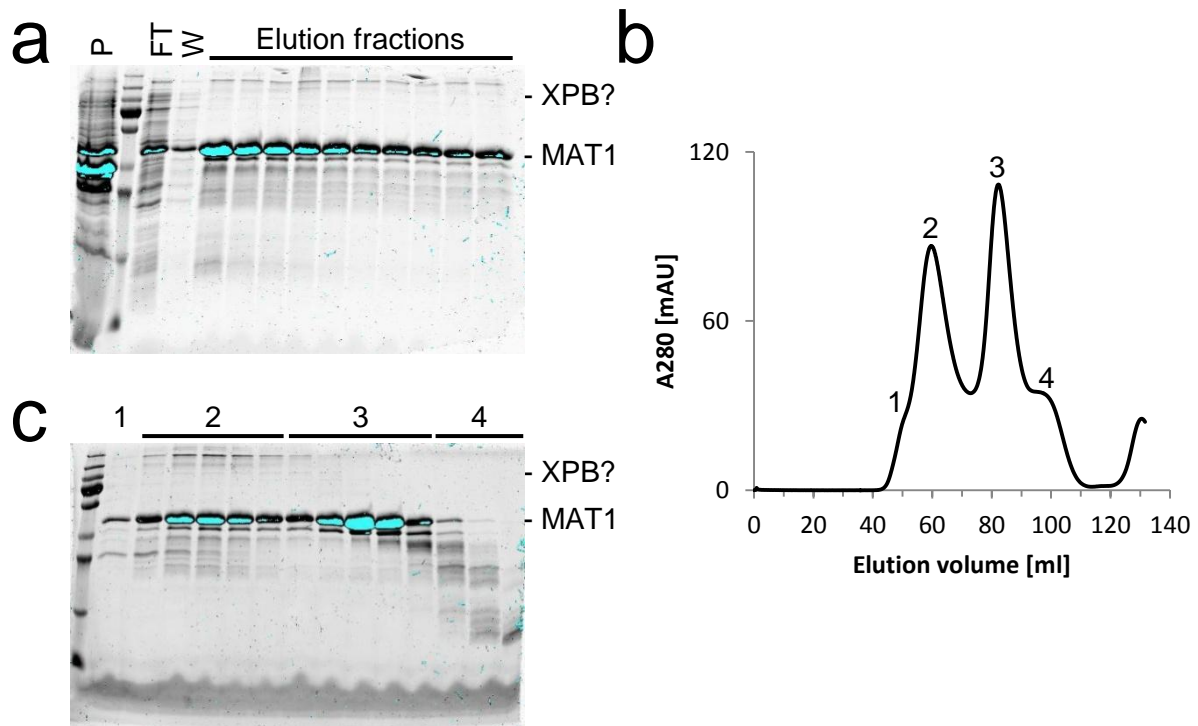 a
P
FT
W
Elution fractions
- XPB?
- MAT1
b
120
60
0
A280 [mAU]
1
2
3
4
0 20 40 60 80 100 120 140
Elution volume [ml]
c
1 2 3 4
- XPB?
- MAT1